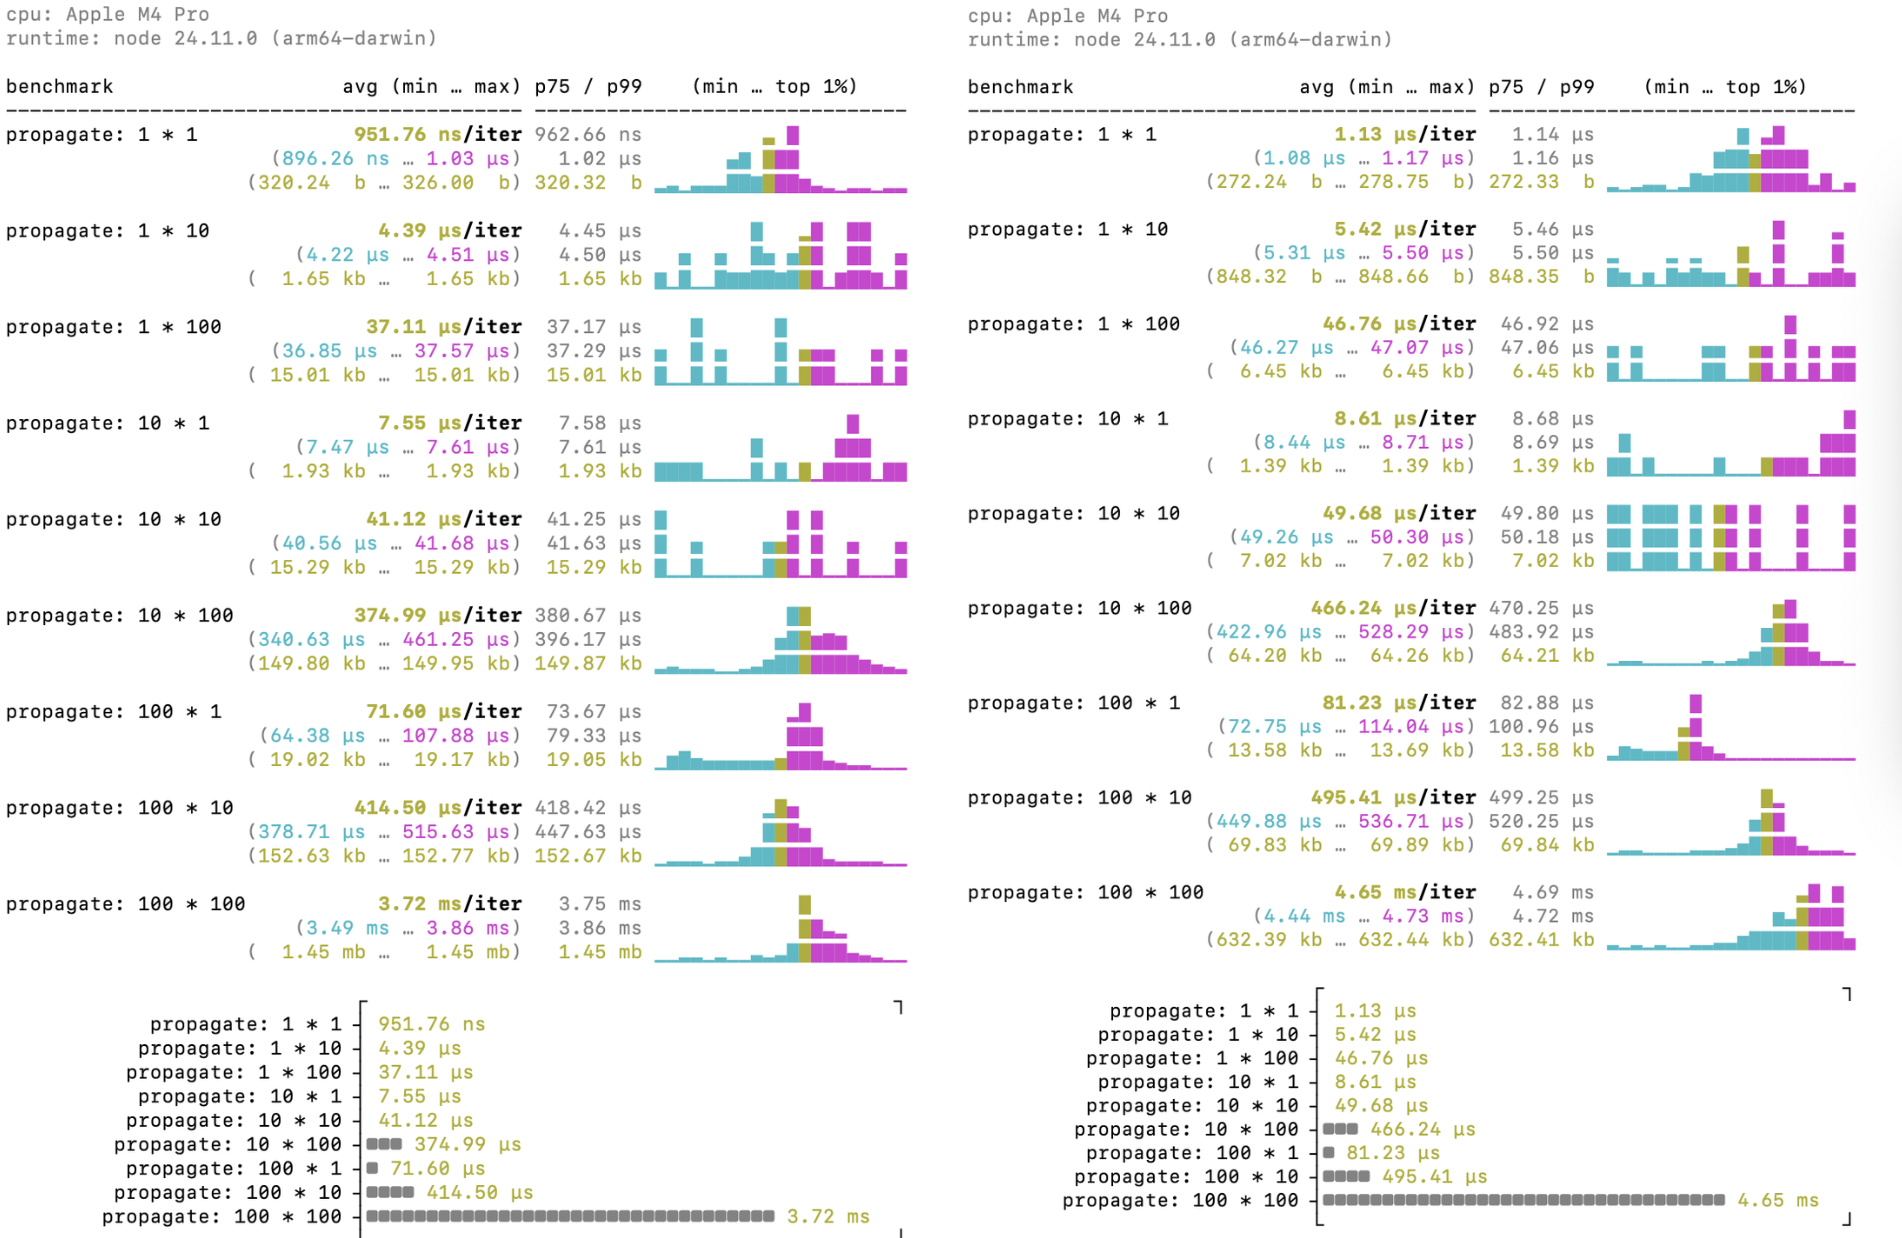 cpu: Apple M4 Pro
runtime: node 24.11.0 (arm64-darwin)
benchmark avg (min … max) p75 / p99 (min … top 1%)
propagate: 1 * 1 951.76 ns/iter 962.66 ns
(896.26 ns … 1.03 µs) 1.02 µs
(320.24 b … 326.00 b) 320.32 b
propagate: 1 * 10 4.39 µs/iter 4.45 µs
(4.22 µs … 4.51 µs) 4.50 µs
( 1.65 kb … 1.65 kb) 1.65 kb
propagate: 1 * 100 37.11 µs/iter 37.17 µs
(36.85 µs … 37.57 µs) 37.29 µs
( 15.01 kb … 15.01 kb) 15.01 kb
propagate: 10 * 1 7.55 µs/iter 7.58 µs
(7.47 µs … 7.61 µs) 7.61 µs
( 1.93 kb … 1.93 kb) 1.93 kb
propagate: 10 * 10 41.12 µs/iter 41.25 µs
(40.56 µs … 41.68 µs) 41.63 µs
( 15.29 kb … 15.29 kb) 15.29 kb
propagate: 10 * 100 374.99 µs/iter 380.67 µs
(340.63 µs … 461.25 µs) 396.17 µs
(149.80 kb … 149.95 kb) 149.87 kb
propagate: 100 * 1 71.60 µs/iter 73.67 µs
(64.38 µs … 107.88 µs) 79.33 µs
( 19.02 kb … 19.17 kb) 19.05 kb
propagate: 100 * 10 414.50 µs/iter 418.42 µs
(378.71 µs … 515.63 µs) 447.63 µs
(152.63 kb … 152.77 kb) 152.67 kb
propagate: 100 * 100 3.72 ms/iter 3.75 ms
(3.49 ms … 3.86 ms) 3.86 ms
( 1.45 mb … 1.45 mb) 1.45 mb
propagate: 1 * 1 951.76 ns
propagate: 1 * 10 4.39 µs
propagate: 1 * 100 37.11 µs
propagate: 10 * 1 7.55 µs
propagate: 10 * 10 41.12 µs
propagate: 10 * 100 374.99 µs
propagate: 100 * 1 71.60 µs
propagate: 100 * 10 414.50 µs
propagate: 100 * 100 3.72 ms
cpu: Apple M4 Pro
runtime: node 24.11.0 (arm64-darwin)
benchmark avg (min … max) p75 / p99 (min … top 1%)
propagate: 1 * 1 1.13 µs/iter 1.14 µs
(1.08 µs … 1.17 µs) 1.16 µs
(272.24 b … 278.75 b) 272.33 b
propagate: 1 * 10 5.42 µs/iter 5.46 µs
(5.31 µs … 5.50 µs) 5.50 µs
(848.32 b … 848.66 b) 848.35 b
propagate: 1 * 100 46.76 µs/iter 46.92 µs
(46.27 µs … 47.07 µs) 47.06 µs
( 6.45 kb … 6.45 kb) 6.45 kb
propagate: 10 * 1 8.61 µs/iter 8.68 µs
(8.44 µs … 8.71 µs) 8.69 µs
( 1.39 kb … 1.39 kb) 1.39 kb
propagate: 10 * 10 49.68 µs/iter 49.80 µs
(49.26 µs … 50.30 µs) 50.18 µs
( 7.02 kb … 7.02 kb) 7.02 kb
propagate: 10 * 100 466.24 µs/iter 470.25 µs
(422.96 µs … 528.29 µs) 483.92 µs
( 64.20 kb … 64.26 kb) 64.21 kb
propagate: 100 * 1 81.23 µs/iter 82.88 µs
(72.75 µs … 114.04 µs) 100.96 µs
( 13.58 kb … 13.69 kb) 13.58 kb
propagate: 100 * 10 495.41 µs/iter 499.25 µs
(449.88 µs … 536.71 µs) 520.25 µs
( 69.83 kb … 69.89 kb) 69.84 kb
propagate: 100 * 100 4.65 ms/iter 4.69 ms
(4.44 ms … 4.73 ms) 4.72 ms
(632.39 kb … 632.44 kb) 632.41 kb
propagate: 1 * 1 1.13 µs
propagate: 1 * 10 5.42 µs
propagate: 1 * 100 46.76 µs
propagate: 10 * 1 8.61 µs
propagate: 10 * 10 49.68 µs
propagate: 10 * 100 466.24 µs
propagate: 100 * 1 81.23 µs
propagate: 100 * 10 495.41 µs
propagate: 100 * 100 4.65 ms